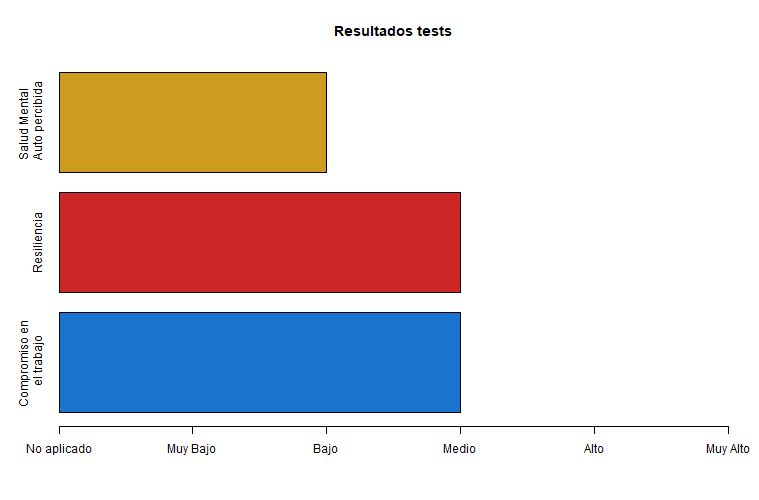 Resultados tests
Salud Mental
Auto percibida
Resiliencia
Compromiso en
el trabajo
No aplicado
Muy Bajo
Bajo
Medio
Alto
Muy Alto